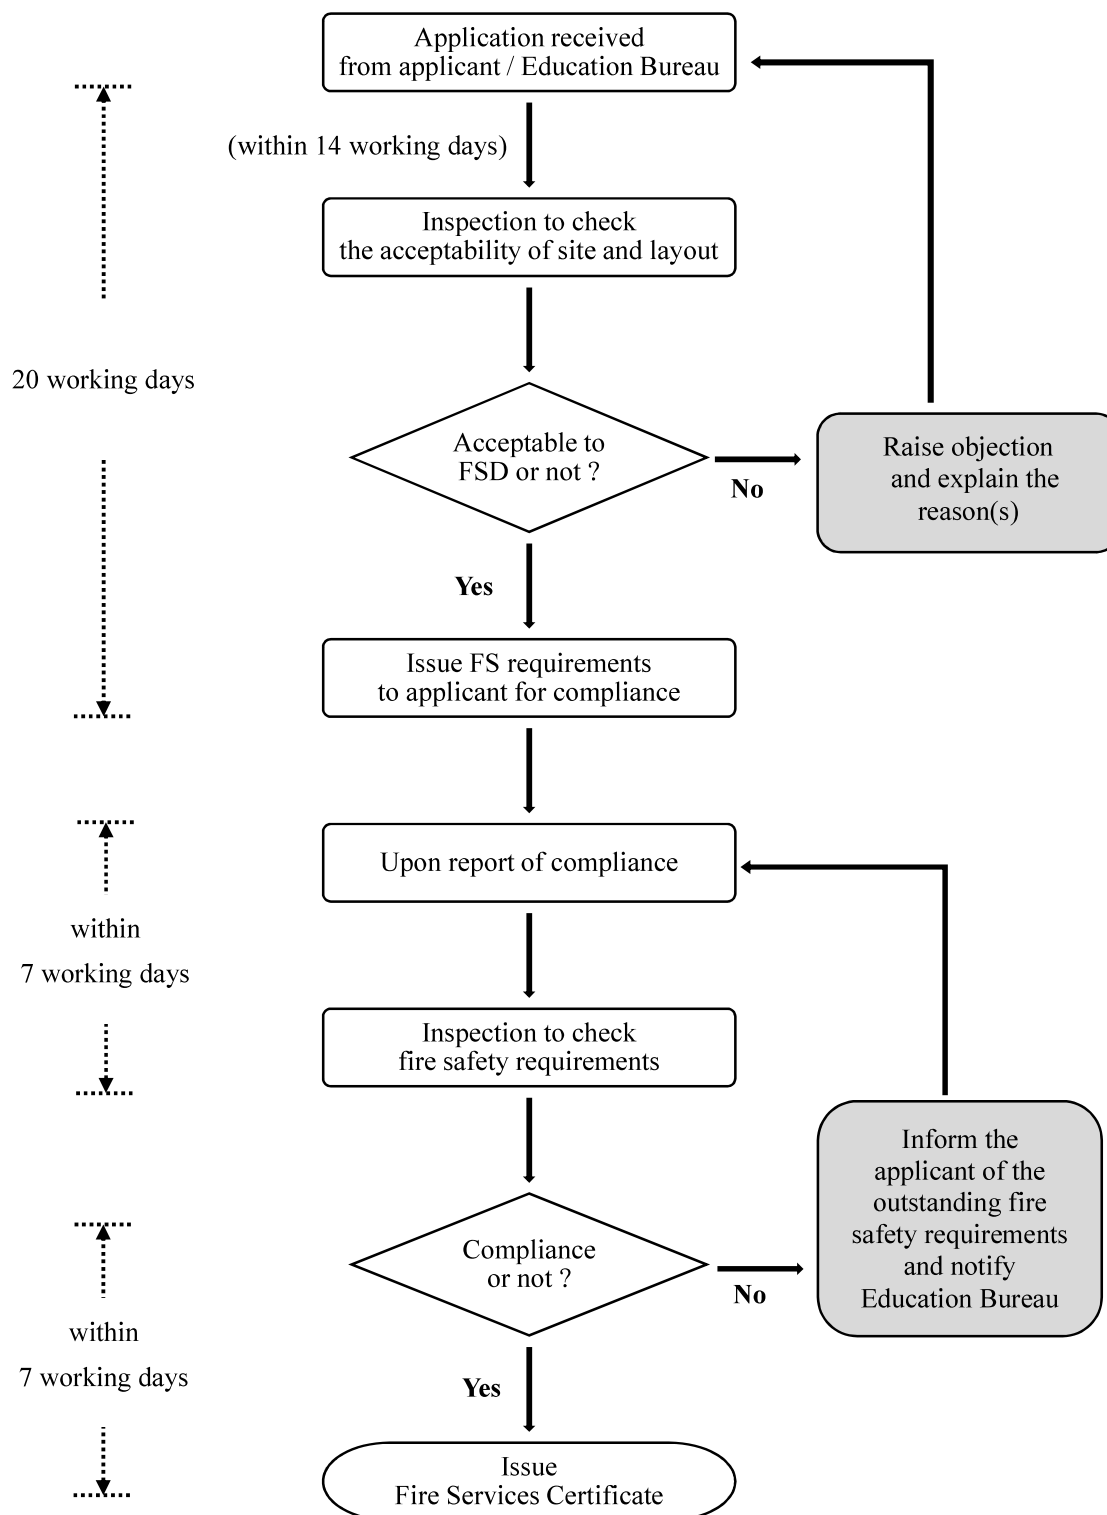 Application received
from applicant / Education Bureau
(within 14 working days)
Inspection to check
the acceptability of site and layout
20 working days
Acceptable to
FSD or not ?
No
Raise objection
and explain the
reason(s)
Yes
Issue FS requirements
to applicant for compliance
Upon report of compliance
within
7 working days
Inspection to check
fire safety requirements
Compliance
or not ?
No
Inform the
applicant of the
outstanding fire
safety requirements
and notify
Education Bureau
within
7 working days
Yes
Issue
Fire Services Certificate